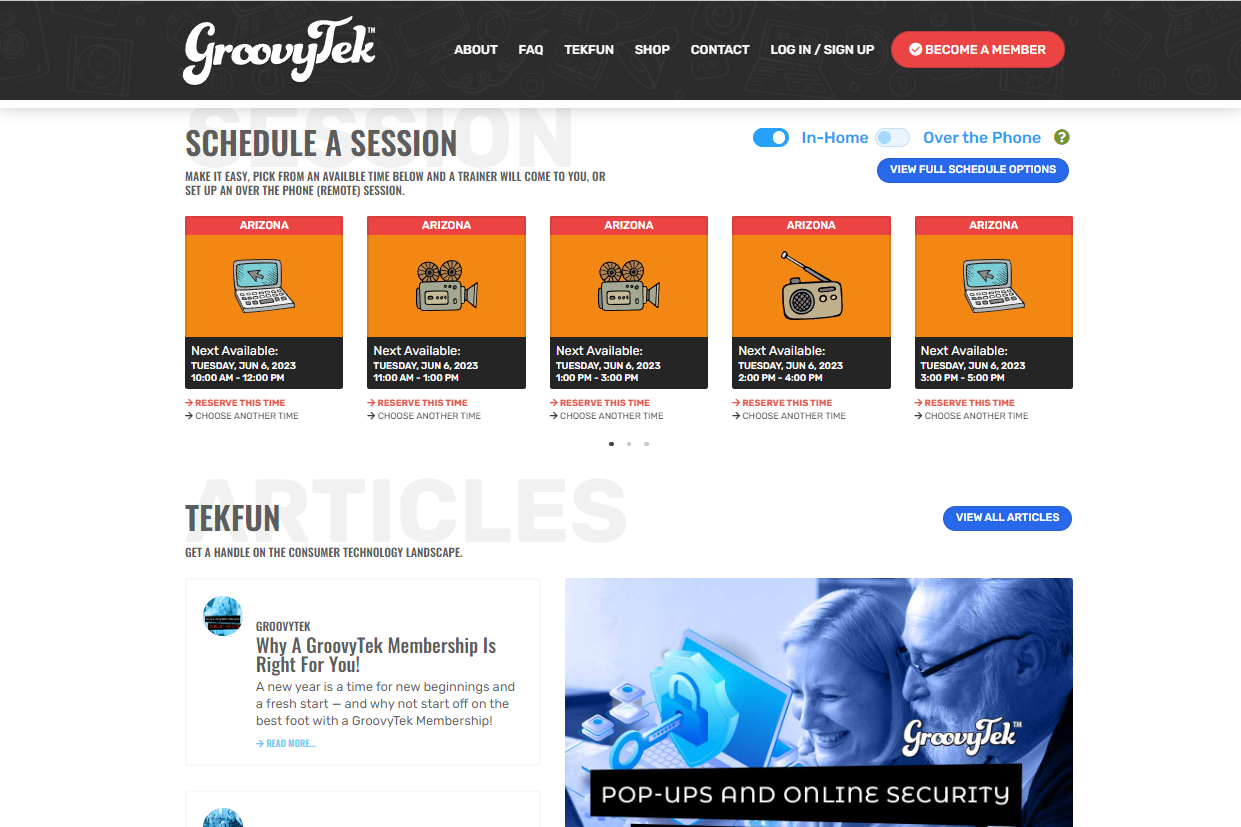 GroovyTek™
ABOUT FAQ TEKFUN SHOP CONTACT LOG IN / SIGN UP BECOME A MEMBER
SESSION
SCHEDULE A SESSION
In-Home Over the Phone ?
MAKE IT EASY, PICK FROM AN AVAILBLE TIME BELOW AND A TRAINER WILL COME TO YOU, OR
SET UP AN OVER THE PHONE (REMOTE) SESSION.
VIEW FULL SCHEDULE OPTIONS
ARIZONA
Next Available:
TUESDAY, JUN 6, 2023
10:00 AM - 12:00 PM
RESERVE THIS TIME
CHOOSE ANOTHER TIME
ARIZONA
Next Available:
TUESDAY, JUN 6, 2023
11:00 AM - 1:00 PM
RESERVE THIS TIME
CHOOSE ANOTHER TIME
ARIZONA
Next Available:
TUESDAY, JUN 6, 2023
1:00 PM - 3:00 PM
RESERVE THIS TIME
CHOOSE ANOTHER TIME
ARIZONA
Next Available:
TUESDAY, JUN 6, 2023
2:00 PM - 4:00 PM
RESERVE THIS TIME
CHOOSE ANOTHER TIME
ARIZONA
Next Available:
TUESDAY, JUN 6, 2023
3:00 PM - 5:00 PM
RESERVE THIS TIME
CHOOSE ANOTHER TIME
ARTICLES
TEKFUN
VIEW ALL ARTICLES
GET A HANDLE ON THE CONSUMER TECHNOLOGY LANDSCAPE.
GROOVYTEK
Why A GroovyTek Membership Is
Right For You!
A new year is a time for new beginnings and
a fresh start — and why not start off on the
best foot with a GroovyTek Membership!
READ MORE...
GroovyTek™
POP-UPS AND ONLINE SECURITY